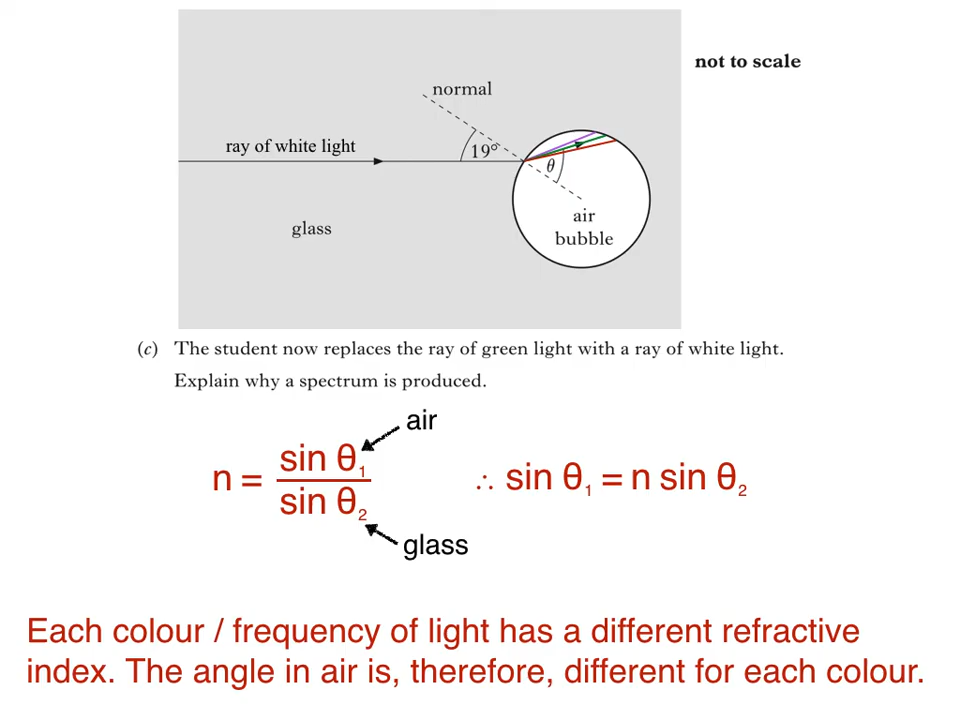 not to scale
normal
ray of white light
19°
θ
glass
air
bubble
(c) The student now replaces the ray of green light with a ray of white light.
Explain why a spectrum is produced.
air
n = sin θ₁ / sin θ₂
∴ sin θ₁ = n sin θ₂
glass
Each colour / frequency of light has a different refractive
index. The angle in air is, therefore, different for each colour.